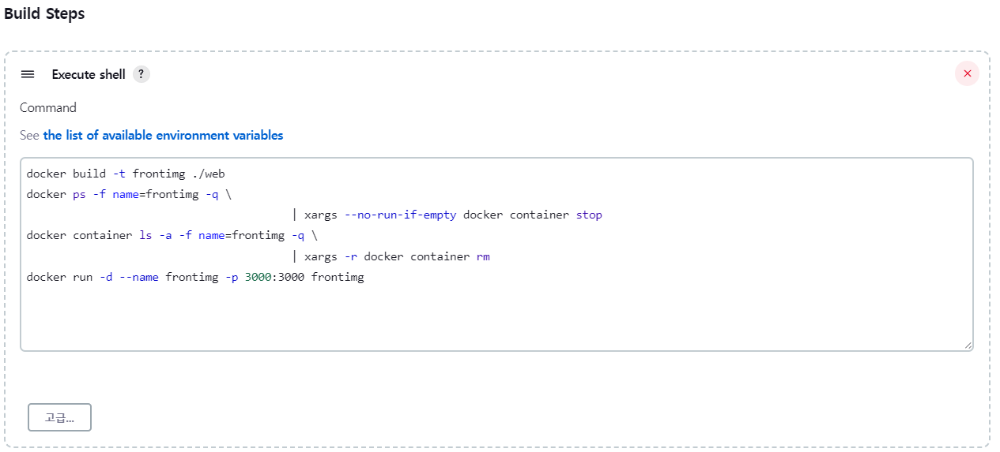 Build Steps
Execute shell ?
Command
See the list of available environment variables
docker build -t frontimg ./web
docker ps -f name=frontimg -q \
| xargs --no-run-if-empty docker container stop
docker container ls -a -f name=frontimg -q \
| xargs -r docker container rm
docker run -d --name frontimg -p 3000:3000 frontimg
고급...